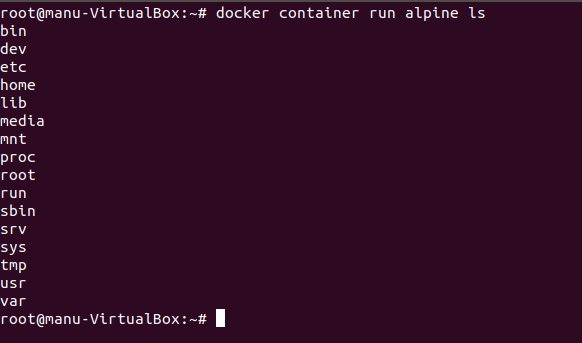 root@manu-VirtualBox:~# docker container run alpine ls
bin
dev
etc
home
lib
media
mnt
proc
root
run
sbin
srv
sys
tmp
usr
var
root@manu-VirtualBox:~#